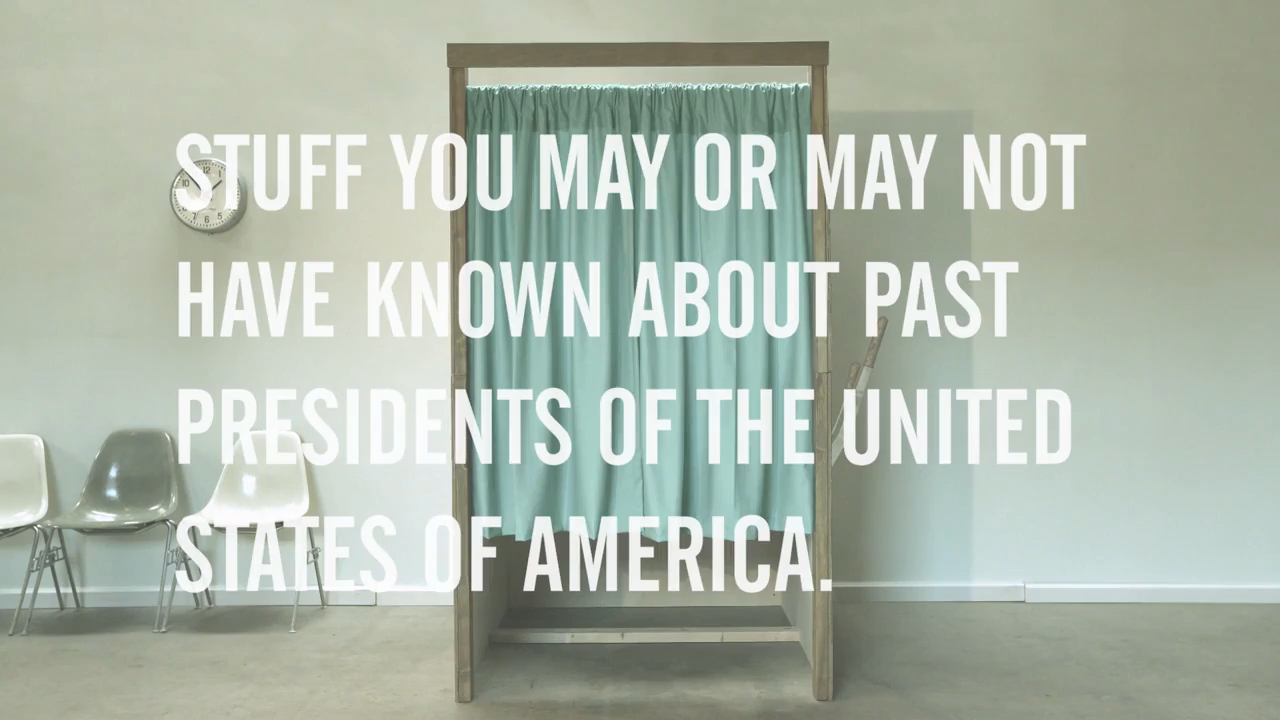 STUFF YOU MAY OR MAY NOT
HAVE KNOWN ABOUT PAST
PRESIDENTS OF THE UNITED
STATES OF AMERICA.